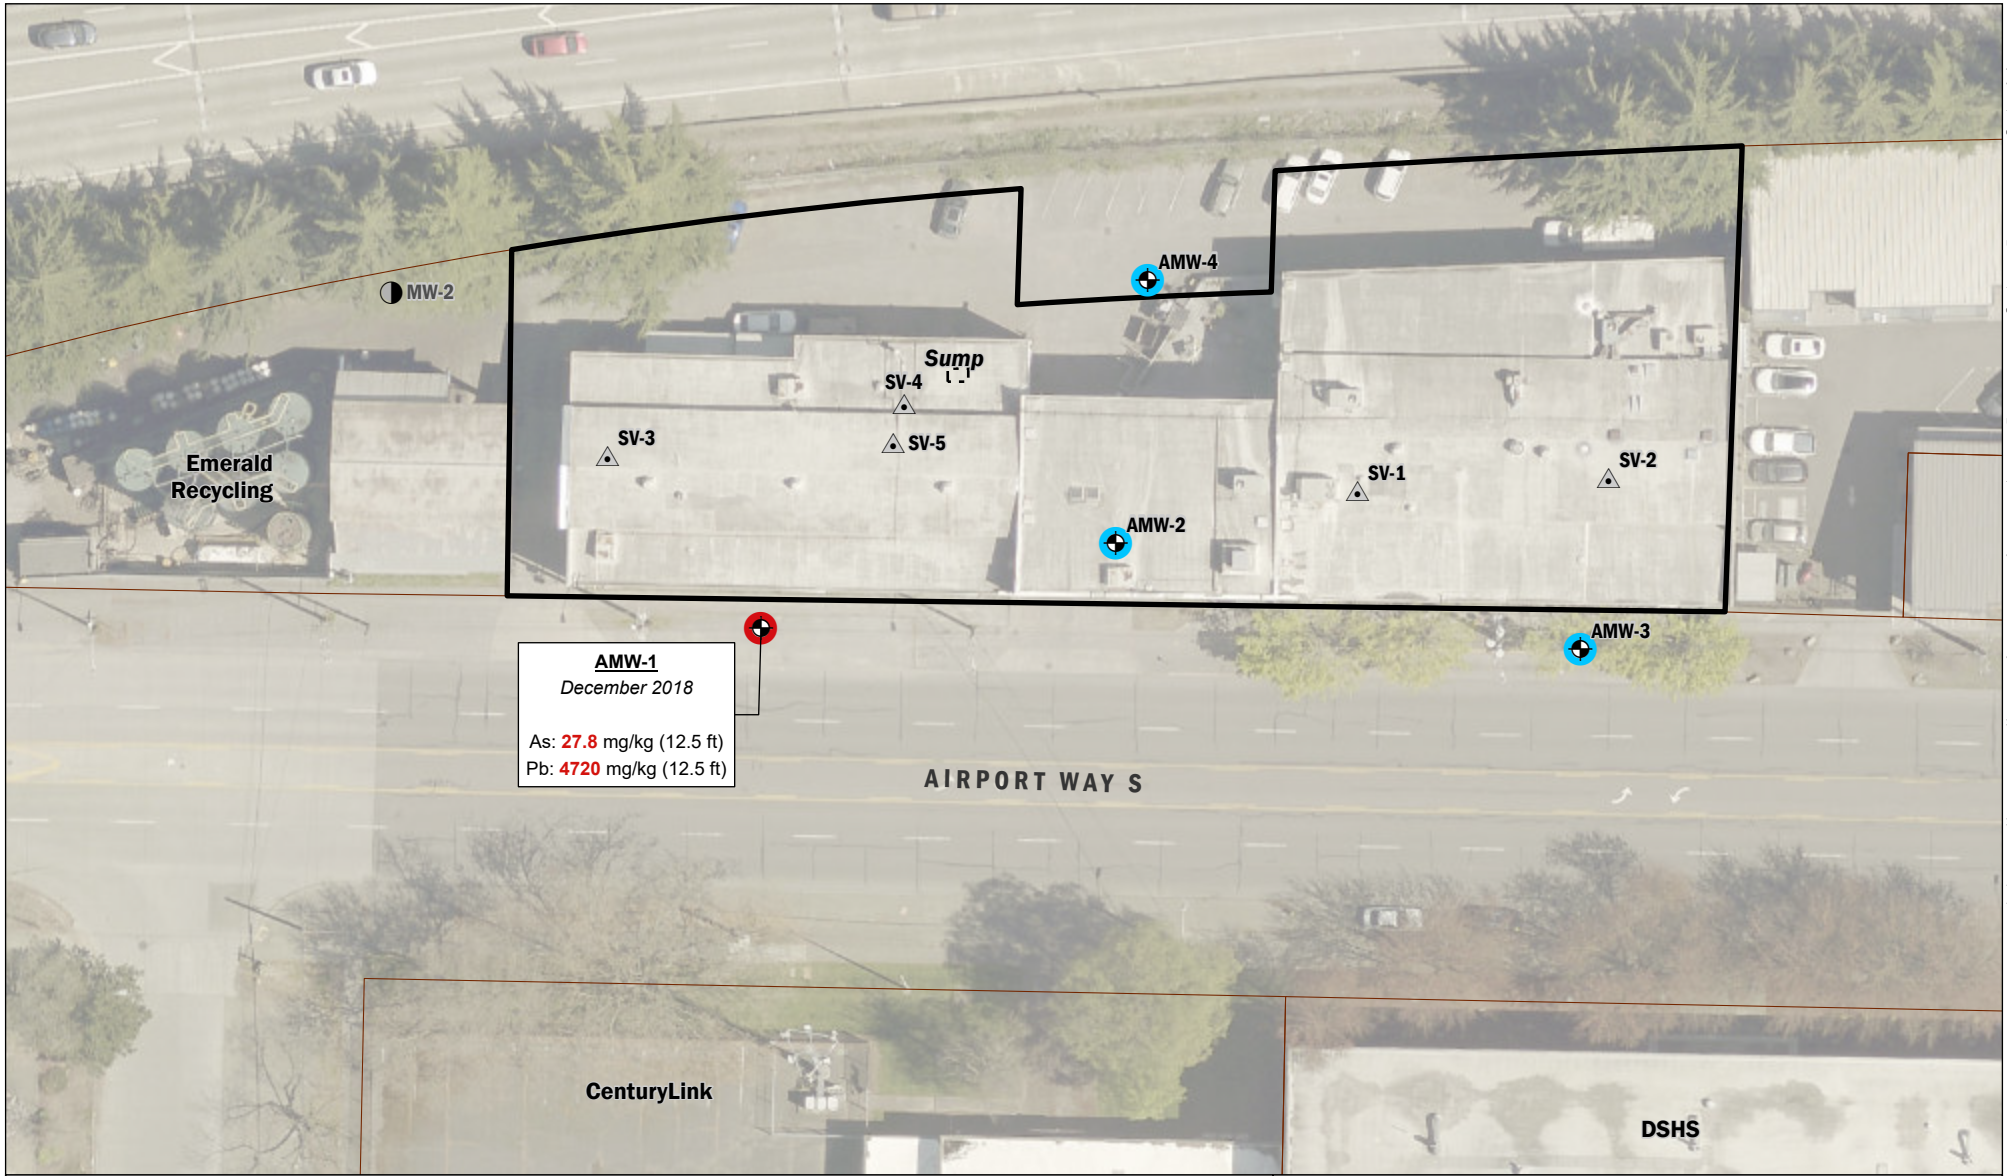 AMW-4
MW-2
Sump
SV-4
SV-3
SV-5
Emerald
Recycling
SV-1
SV-2
AMW-2
AMW-3
AMW-1
December 2018
As: 27.8 mg/kg (12.5 ft)
Pb: 4720 mg/kg (12.5 ft)
AIRPORT WAY S
CenturyLink
DSHS